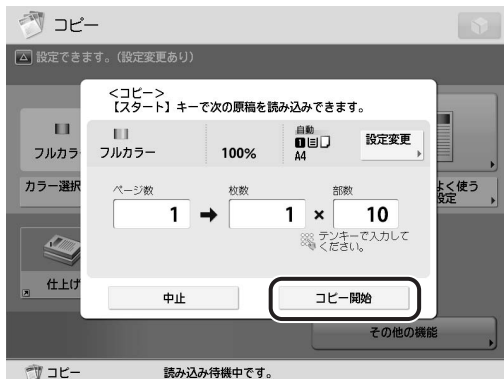 コピー
設定できます。(設定変更あり)
<コピー>
【スタート】キーで次の原稿を読み込みできます。
フルカラー
100%
自動
1
A4
設定変更
ページ数
枚数
部数
1
1 × 10
テンキーで入力して
ください。
中止
コピー開始
フルカラ
カラー選択
よく使う
設定
仕上げ
その他の機能
コピー
読み込み待機中です。